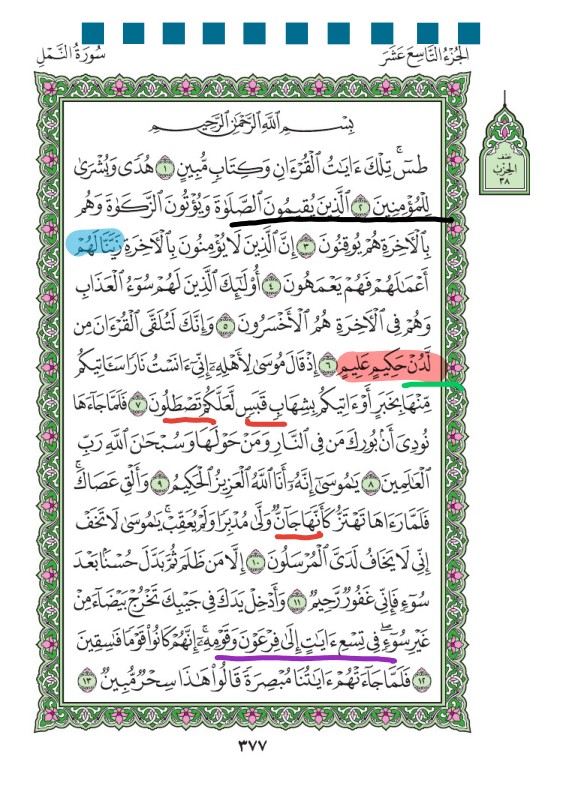 الجُزْءُ التَّاسِعَ عَشَرَ
سُورَةُ النَّمْلِ
نصف
الحِزْب
٣٨
بِسْمِ ٱللَّهِ ٱلرَّحْمَٰنِ ٱلرَّحِيمِ
طسٓ ۚ تِلْكَ ءَايَٰتُ ٱلْقُرْءَانِ وَكِتَابٍ مُّبِينٍ ١ هُدًى وَبُشْرَىٰ
لِلْمُؤْمِنِينَ ٢ ٱلَّذِينَ يُقِيمُونَ ٱلصَّلَوٰةَ وَيُؤْتُونَ ٱلزَّكَوٰةَ وَهُم
بِٱلْءَاخِرَةِ هُمْ يُوقِنُونَ ٣ إِنَّ ٱلَّذِينَ لَا يُؤْمِنُونَ بِٱلْءَاخِرَةِ زَيَّنَّا لَهُمْ
أَعْمَٰلَهُمْ فَهُمْ يَعْمَهُونَ ٤ أُو۟لَٰٓئِكَ ٱلَّذِينَ لَهُمْ سُوٓءُ ٱلْعَذَابِ
وَهُمْ فِى ٱلْءَاخِرَةِ هُمُ ٱلْأَخْسَرُونَ ٥ وَإِنَّكَ لَتُلَقَّى ٱلْقُرْءَانَ مِن
لَّدُنْ حَكِيمٍ عَلِيمٍ ٦ إِذْ قَالَ مُوسَىٰ لِأَهْلِهِۦٓ إِنِّىٓ ءَانَسْتُ نَارًا سَـَٔاتِيكُم
مِّنْهَا بِخَبَرٍ أَوْ ءَاتِيكُم بِشِهَابٍ قَبَسٍ لَّعَلَّكُمْ تَصْطَلُونَ ٧ فَلَمَّا جَآءَهَا
نُودِىَ أَنۢ بُورِكَ مَن فِى ٱلنَّارِ وَمَنْ حَوْلَهَا وَسُبْحَٰنَ ٱللَّهِ رَبِّ
ٱلْعَٰلَمِينَ ٨ يَٰمُوسَىٰٓ إِنَّهُۥٓ أَنَا ٱللَّهُ ٱلْعَزِيزُ ٱلْحَكِيمُ ٩ وَأَلْقِ عَصَاكَ ۚ
فَلَمَّا رَءَاهَا تَهْتَزُّ كَأَنَّهَا جَآنٌّ وَلَّىٰ مُدْبِرًا وَلَمْ يُعَقِّبْ ۚ يَٰمُوسَىٰ لَا تَخَفْ
إِنِّى لَا يَخَافُ لَدَىَّ ٱلْمُرْسَلُونَ ١٠ إِلَّا مَن ظَلَمَ ثُمَّ بَدَّلَ حُسْنًۢا بَعْدَ
سُوٓءٍ فَإِنِّى غَفُورٌ رَّحِيمٌ ١١ وَأَدْخِلْ يَدَكَ فِى جَيْبِكَ تَخْرُجْ بَيْضَآءَ مِنْ
غَيْرِ سُوٓءٍ ۖ فِى تِسْعِ ءَايَٰتٍ إِلَىٰ فِرْعَوْنَ وَقَوْمِهِۦٓ ۚ إِنَّهُمْ كَانُوا۟ قَوْمًا فَٰسِقِينَ
١٢ فَلَمَّا جَآءَتْهُمْ ءَايَٰتُنَا مُبْصِرَةً قَالُوا۟ هَٰذَا سِحْرٌ مُّبِينٌ ١٣
٣٧٧